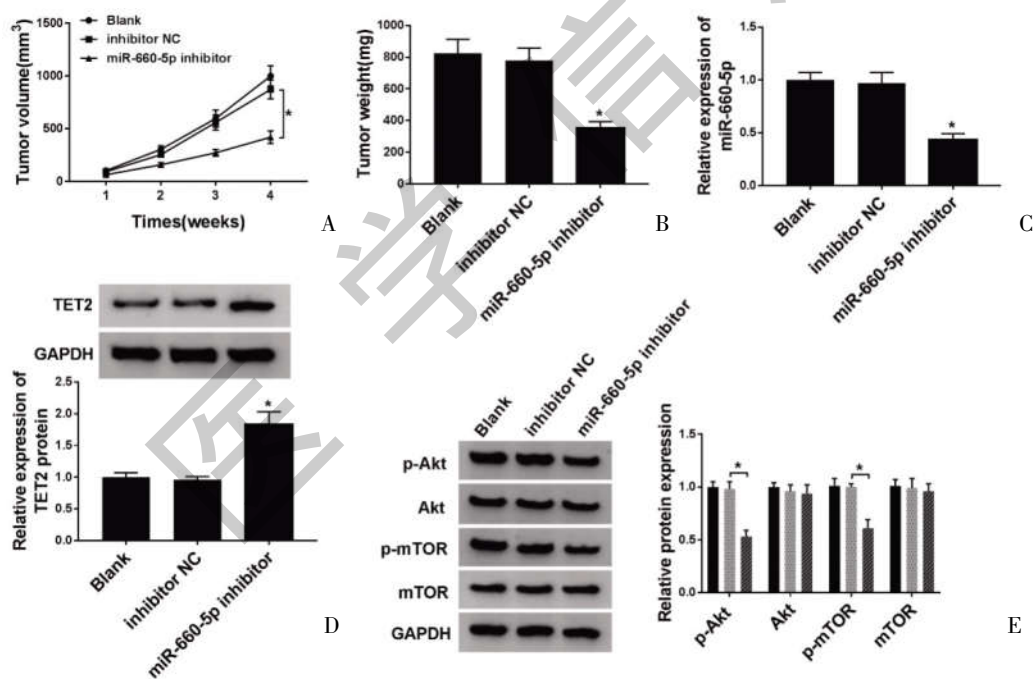 1500
1000
500
0
Tumor volume(mm³)
Blank
inhibitor NC
miR-660-5p inhibitor
*
1 2 3 4
Times(weeks)
A
1000
800
600
400
200
0
Tumor weight(mg)
*
Blank
inhibitor NC
miR-660-5p inhibitor
B
1.5
1.0
0.5
0.0
Relative expression of
miR-660-5p
*
Blank
inhibitor NC
miR-660-5p inhibitor
C
TET2
GAPDH
2.5
2.0
1.5
1.0
0.5
0.0
Relative expression of
TET2 protein
*
Blank
inhibitor NC
miR-660-5p inhibitor
D
Blank
inhibitor NC
miR-660-5p inhibitor
p-Akt
Akt
p-mTOR
mTOR
GAPDH
1.5
1.0
0.5
0.0
Relative protein expression
*
*
p-Akt
Akt
p-mTOR
mTOR
E
医学信